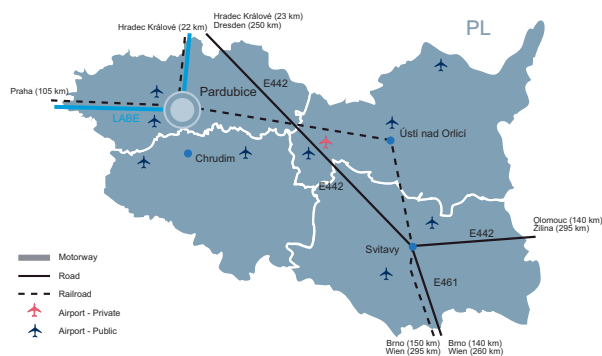 Hradec Králové (22 km)
Hradec Králové (23 km)
Dresden (250 km)
PL
E442
Praha (105 km)
Pardubice
LABE
Ústí nad Orlicí
Chrudim
E442
Olomouc (140 km)
Žilina (295 km)
E442
Svitavy
E461
Motorway
Road
Railroad
Airport - Private
Airport - Public
Brno (150 km)
Wien (295 km)
Brno (140 km)
Wien (260 km)